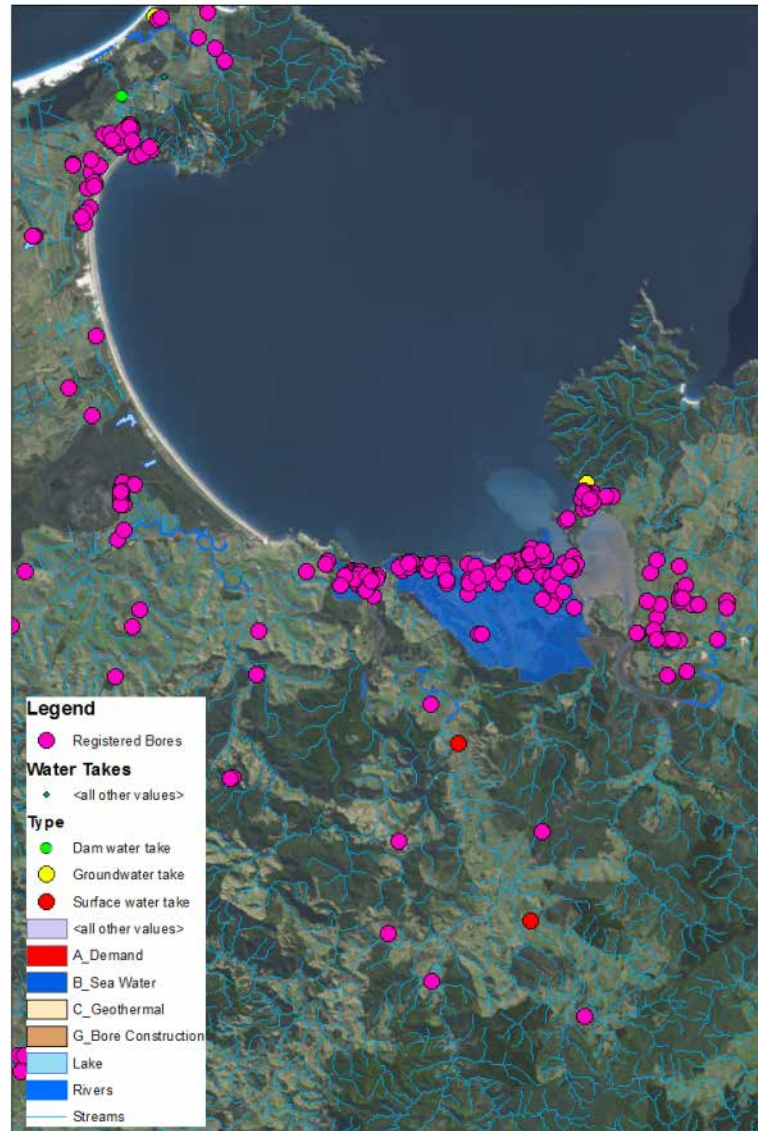 Legend
Registered Bores
Water Takes
<all other values>
Type
Dam water take
Groundwater take
Surface water take
<all other values>
A_Demand
B_Sea Water
C_Geothermal
G_Bore Construction
Lake
Rivers
Streams